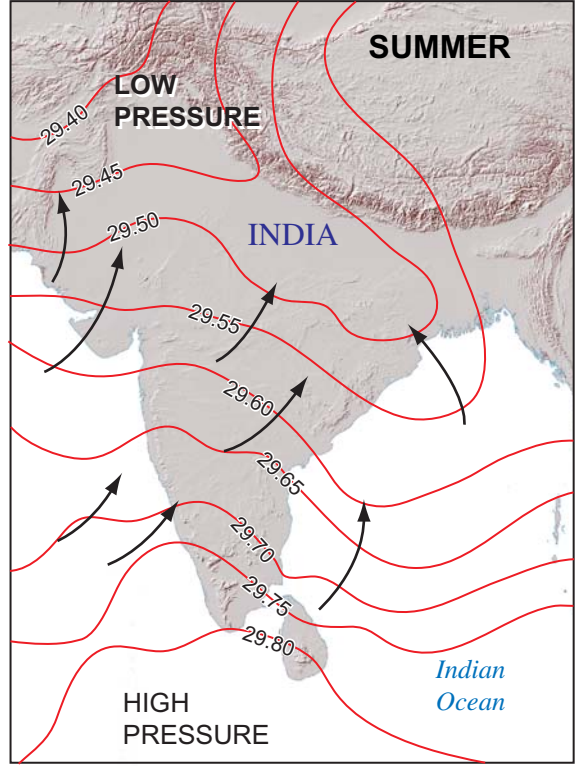 SUMMER
LOW
PRESSURE
29.40
29.45
29.50
INDIA
29.55
29.60
29.65
29.70
29.75
29.80
Indian
Ocean
HIGH
PRESSURE